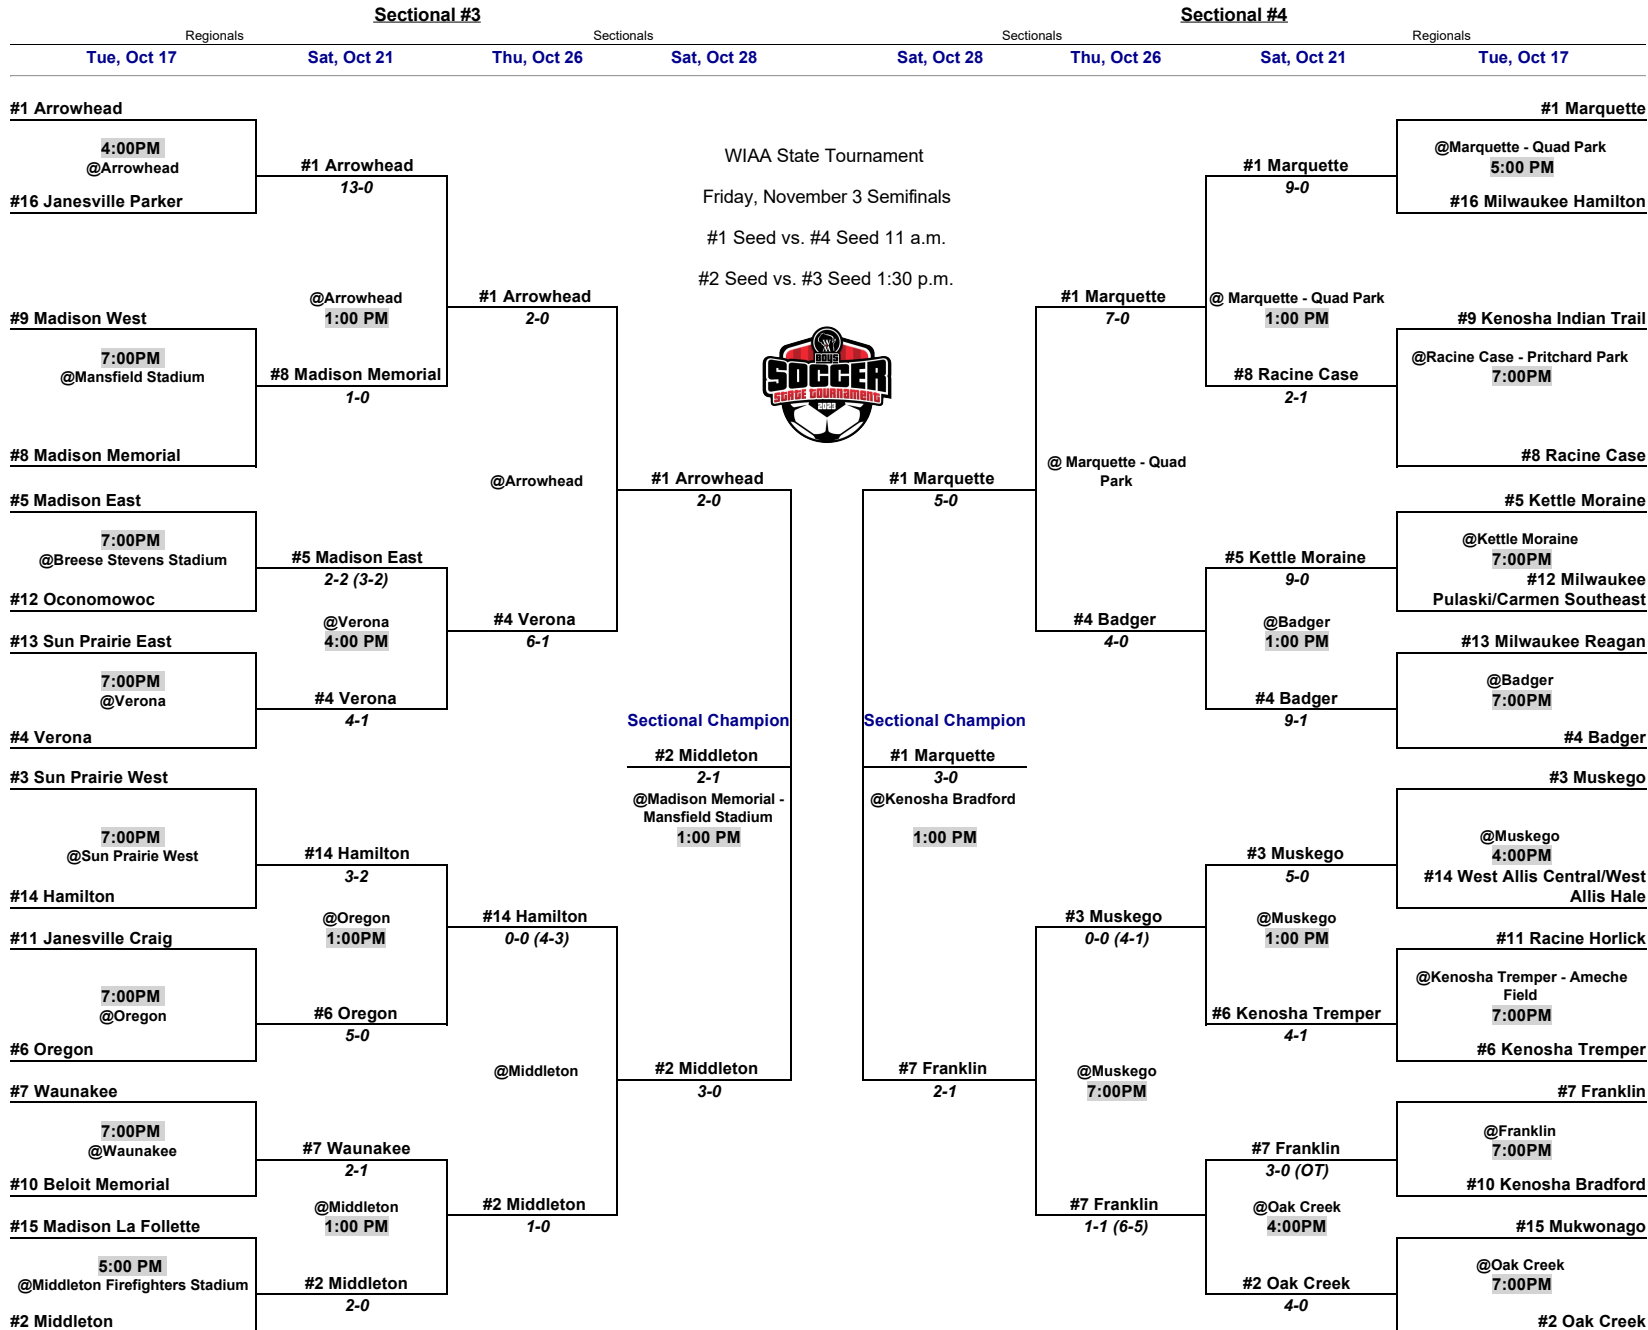 Sectional #3
Sectional #4
Regionals
Sectionals
Sectionals
Regionals
Tue, Oct 17
Sat, Oct 21
Thu, Oct 26
Sat, Oct 28
Sat, Oct 28
Thu, Oct 26
Sat, Oct 21
Tue, Oct 17
#1 Arrowhead
4:00PM
@Arrowhead
#16 Janesville Parker
#9 Madison West
7:00PM
@Mansfield Stadium
#8 Madison Memorial
#5 Madison East
7:00PM
@Breese Stevens Stadium
#12 Oconomowoc
#13 Sun Prairie East
7:00PM
@Verona
#4 Verona
#3 Sun Prairie West
7:00PM
@Sun Prairie West
#14 Hamilton
#11 Janesville Craig
7:00PM
@Oregon
#6 Oregon
#7 Waunakee
7:00PM
@Waunakee
#10 Beloit Memorial
#15 Madison La Follette
5:00 PM
@Middleton Firefighters Stadium
#2 Middleton
#1 Arrowhead
13-0
@Arrowhead
1:00 PM
#8 Madison Memorial
1-0
#5 Madison East
2-2 (3-2)
@Verona
4:00 PM
#4 Verona
4-1
#14 Hamilton
3-2
@Oregon
1:00PM
#6 Oregon
5-0
#7 Waunakee
2-1
@Middleton
1:00 PM
#2 Middleton
2-0
#1 Arrowhead
2-0
@Arrowhead
#4 Verona
6-1
#14 Hamilton
0-0 (4-3)
@Middleton
#2 Middleton
1-0
#1 Arrowhead
2-0
Sectional Champion
#2 Middleton
2-1
@Madison Memorial -
Mansfield Stadium
1:00 PM
#2 Middleton
3-0
WIAA State Tournament
Friday, November 3 Semifinals
#1 Seed vs. #4 Seed 11 a.m.
#2 Seed vs. #3 Seed 1:30 p.m.
BOYS
SOCCER
STATE TOURNAMENT
2023
#1 Marquette
5-0
Sectional Champion
#1 Marquette
3-0
@Kenosha Bradford
1:00 PM
#7 Franklin
2-1
#1 Marquette
7-0
@ Marquette - Quad
Park
#4 Badger
4-0
#3 Muskego
0-0 (4-1)
@Muskego
7:00PM
#7 Franklin
1-1 (6-5)
#1 Marquette
9-0
@ Marquette - Quad Park
1:00 PM
#8 Racine Case
2-1
#5 Kettle Moraine
9-0
@Badger
1:00 PM
#4 Badger
9-1
#3 Muskego
5-0
@Muskego
1:00 PM
#6 Kenosha Tremper
4-1
#7 Franklin
3-0 (OT)
@Oak Creek
4:00PM
#2 Oak Creek
4-0
#1 Marquette
@Marquette - Quad Park
5:00 PM
#16 Milwaukee Hamilton
#9 Kenosha Indian Trail
@Racine Case - Pritchard Park
7:00PM
#8 Racine Case
#5 Kettle Moraine
@Kettle Moraine
7:00PM
#12 Milwaukee
Pulaski/Carmen Southeast
#13 Milwaukee Reagan
@Badger
7:00PM
#4 Badger
#3 Muskego
@Muskego
4:00PM
#14 West Allis Central/West
Allis Hale
#11 Racine Horlick
@Kenosha Tremper - Ameche
Field
7:00PM
#6 Kenosha Tremper
#7 Franklin
@Franklin
7:00PM
#10 Kenosha Bradford
#15 Mukwonago
@Oak Creek
7:00PM
#2 Oak Creek